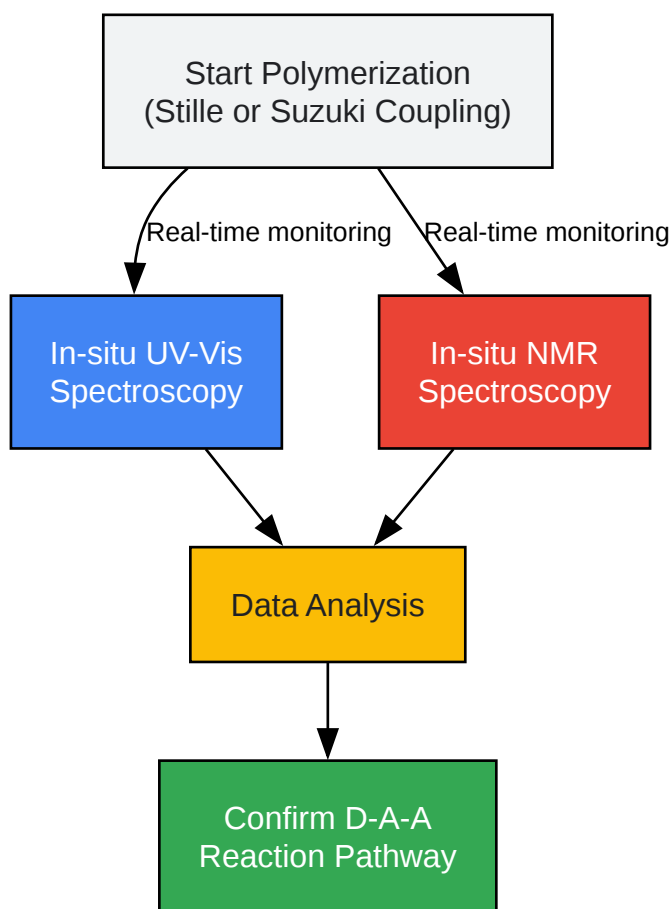 Start Polymerization
(Stille or Suzuki Coupling)
Real-time monitoring
Real-time monitoring
In-situ UV-Vis
Spectroscopy
In-situ NMR
Spectroscopy
Data Analysis
Confirm D-A-A
Reaction Pathway